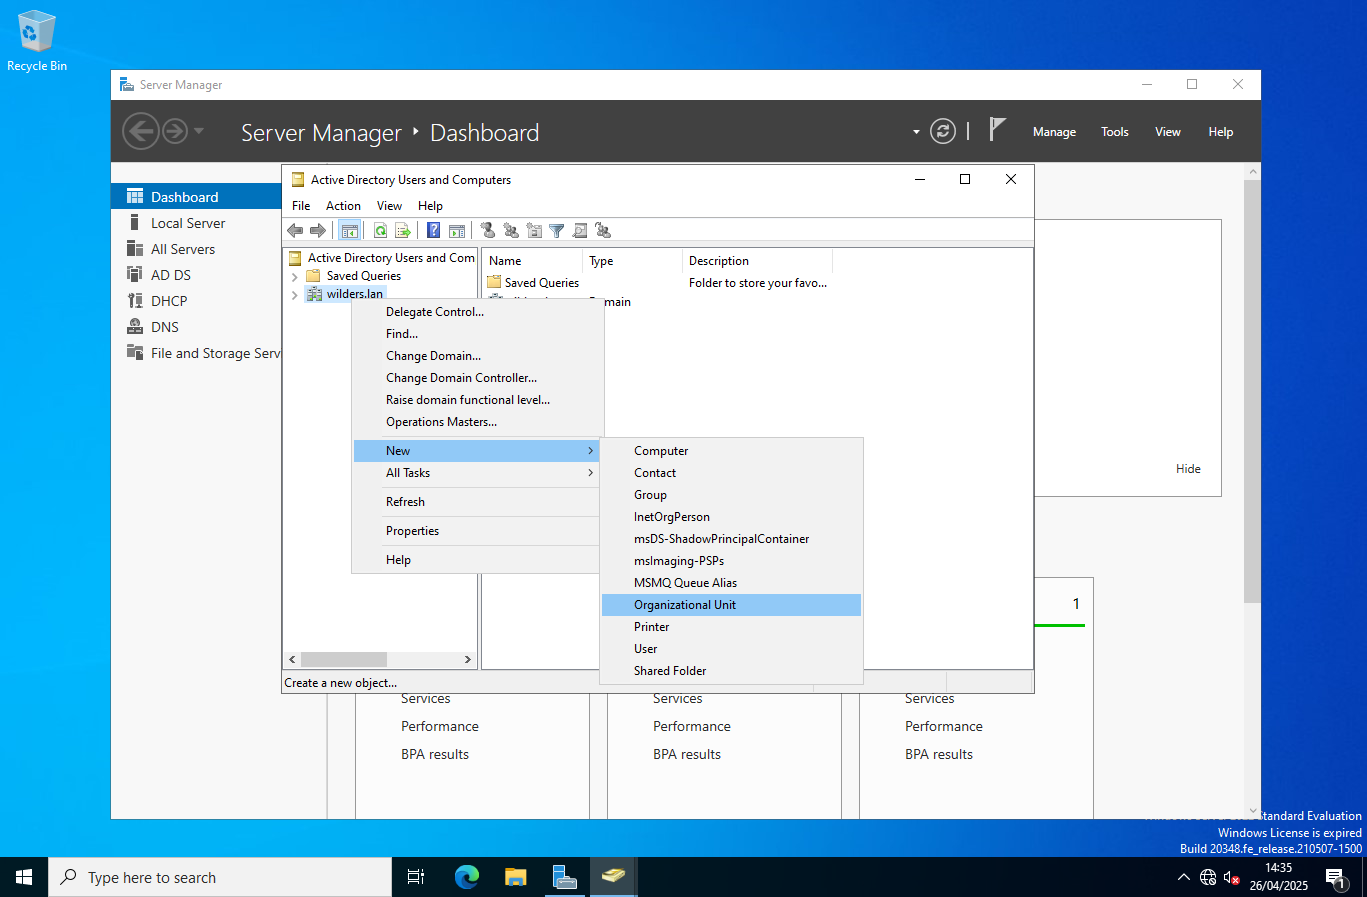 Recycle Bin
Server Manager
Server Manager
Dashboard
Manage
Tools
View
Help
Dashboard
Local Server
All Servers
AD DS
DHCP
DNS
File and Storage Serv
Active Directory Users and Computers
File
Action
View
Help
Active Directory Users and Com
Saved Queries
wilders.lan
Name
Type
Description
Saved Queries
Folder to store your favo...
Delegate Control...
Find...
Change Domain...
Change Domain Controller...
Raise domain functional level...
Operations Masters...
New
All Tasks
Refresh
Properties
Help
Computer
Contact
Group
InetOrgPerson
msDS-ShadowPrincipalContainer
msImaging-PSPs
MSMQ Queue Alias
Organizational Unit
Printer
User
Shared Folder
Create a new object...
Hide
1
Services
Performance
BPA results
Services
Performance
BPA results
Services
Performance
BPA results
Standard Evaluation
Windows License is expired
Build 20348.fe_release.210507-1500
Type here to search
14:35
26/04/2025
1